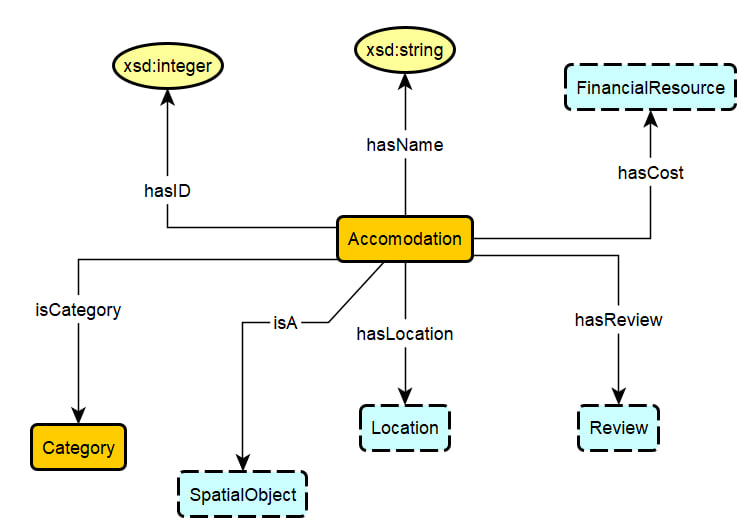 xsd:string
xsd:integer
FinancialResource
hasName
hasCost
hasID
Accomodation
isCategory
isA
hasLocation
hasReview
Location
Review
Category
SpatialObject